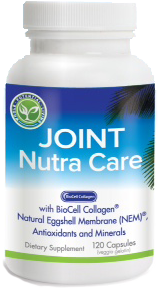 JOINT
Nutra Care
BioCell Collagen
with BioCell Collagen®
Natural Eggshell Membrane (NEM)®,
Antioxidants and Minerals
Dietary Supplement 120 Capsules
(veggie gelatin)